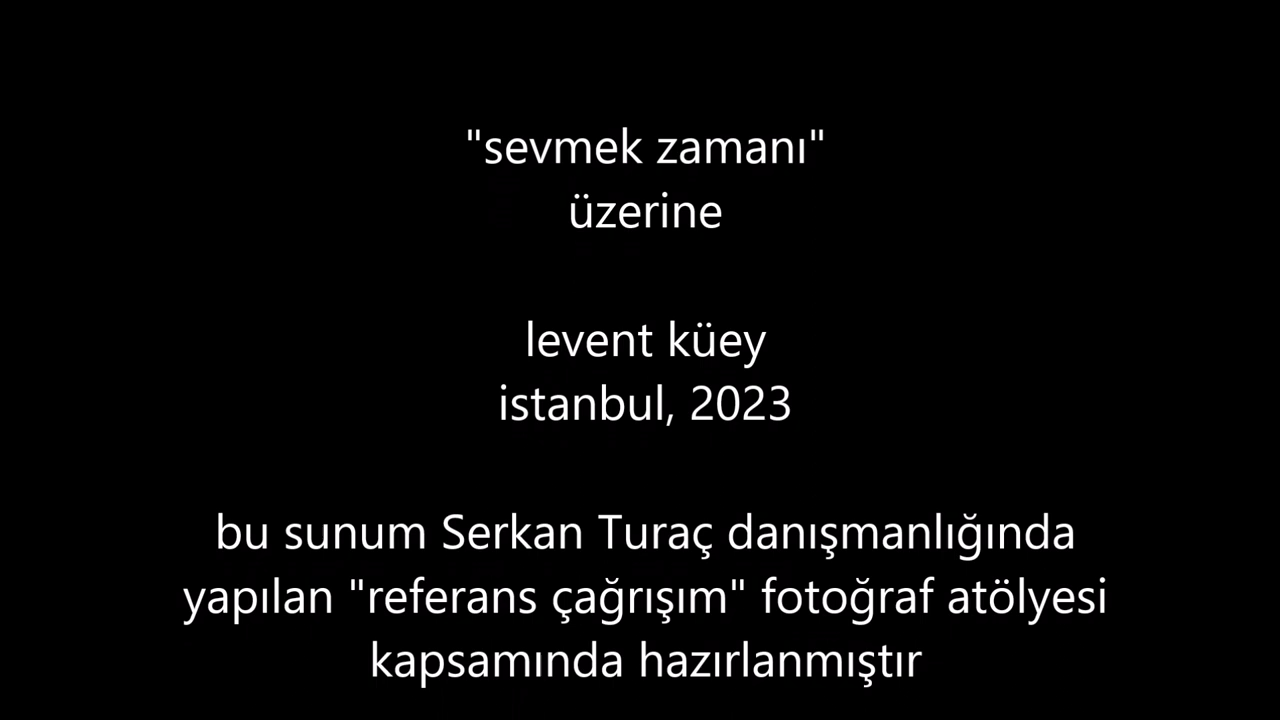 "sevmek zamanı"
üzerine
levent küey
istanbul, 2023
bu sunum Serkan Turaç danışmanlığında
yapılan "referans çağrışım" fotoğraf atölyesi
kapsamında hazırlanmıştır